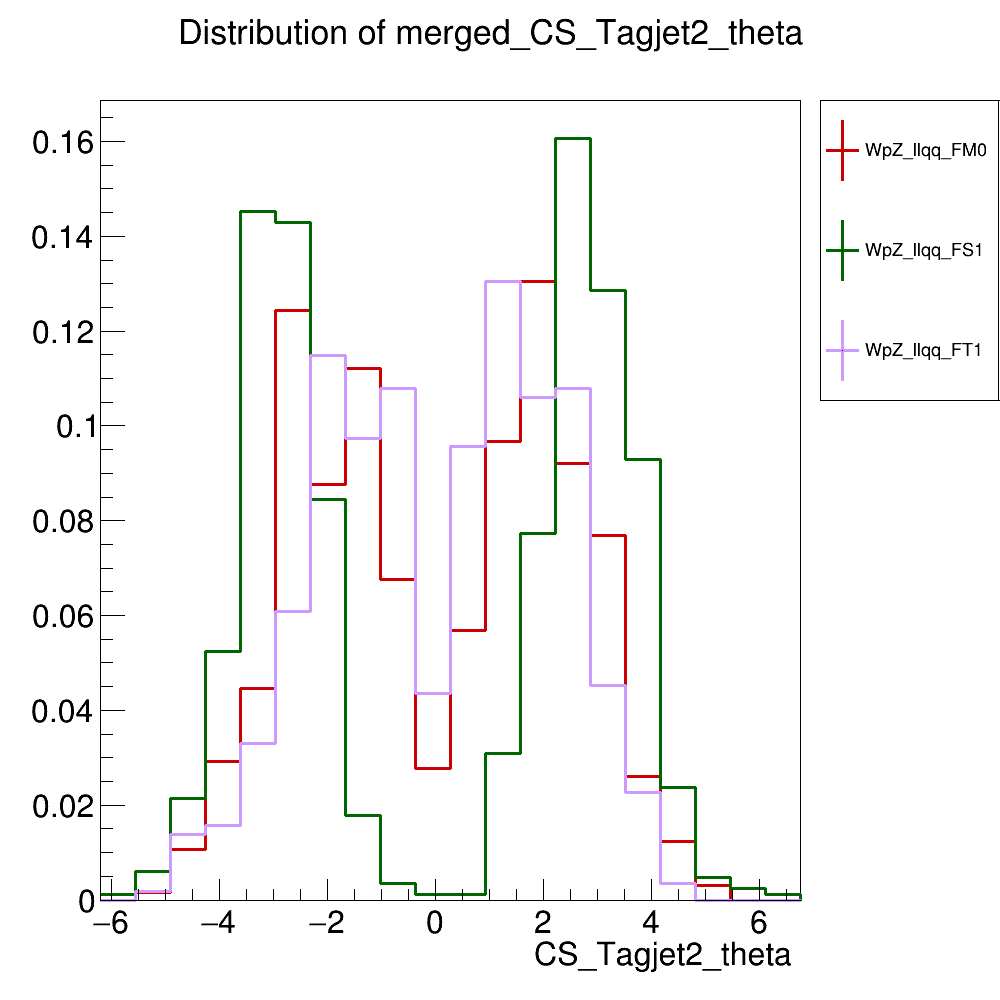 Distribution of merged_CS_Tagjet2_theta
WpZ_llqq_FM0
WpZ_llqq_FS1
WpZ_llqq_FT1
0.16
0.14
0.12
0.1
0.08
0.06
0.04
0.02
0
−6 −4 −2 0 2 4 6
CS_Tagjet2_theta